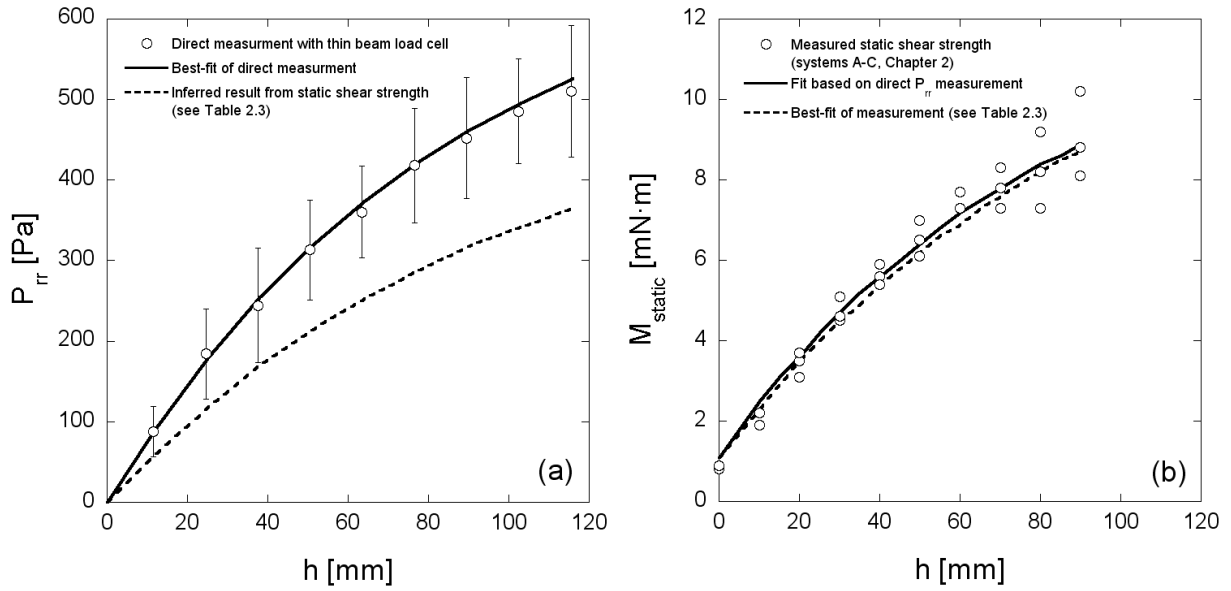 600
500
400
300
200
100
0
P_rr [Pa]
Direct measurment with thin beam load cell
Best-fit of direct measurment
Inferred result from static shear strength
(see Table 2.3)
(a)
0 20 40 60 80 100 120
h [mm]
12
10
8
6
4
2
0
M_static [mN·m]
Measured static shear strength
(systems A-C, Chapter 2)
Fit based on direct P_rr measurement
Best-fit of measurement (see Table 2.3)
(b)
0 20 40 60 80 100 120
h [mm]